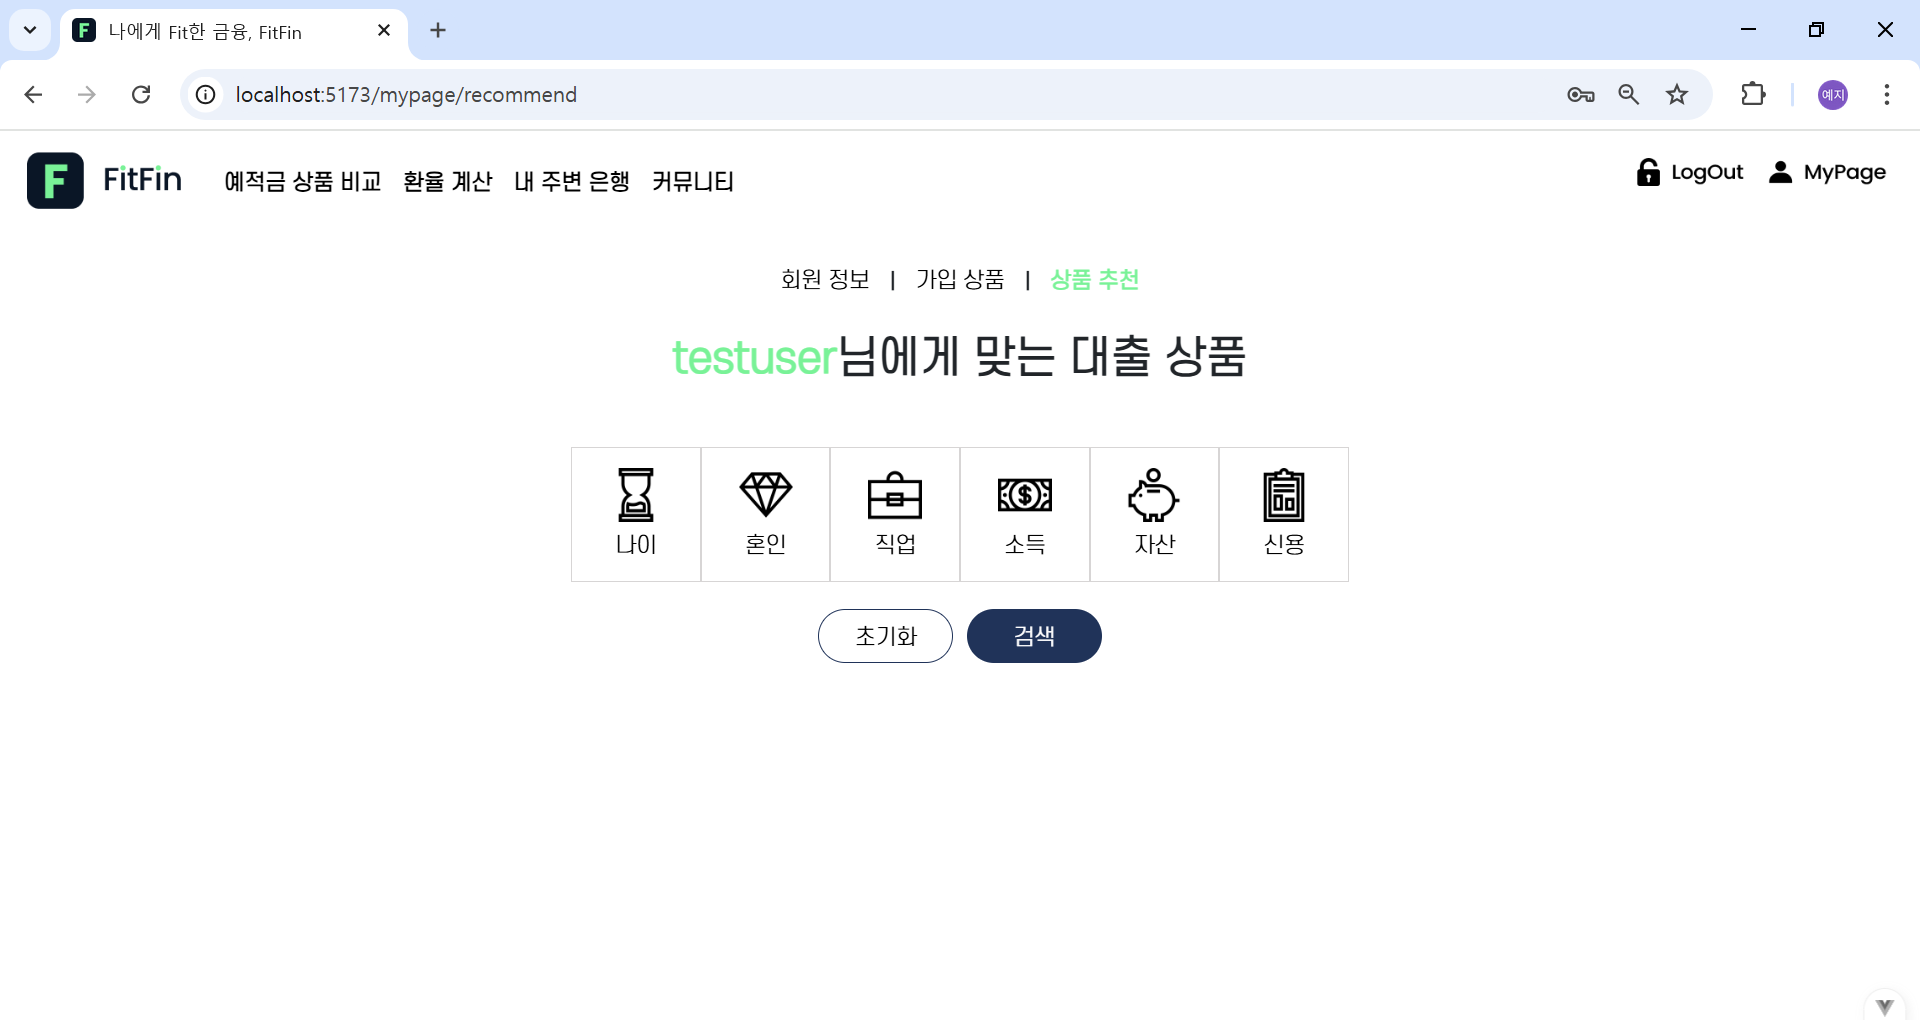 나에게 Fit한 금융, FitFin
localhost:5173/mypage/recommend
예지
F FitFin 예적금 상품 비교 환율 계산 내 주변 은행 커뮤니티 LogOut MyPage
회원 정보 | 가입 상품 | 상품 추천
testuser님에게 맞는 대출 상품
나이 혼인 직업 소득 자산 신용
초기화 검색